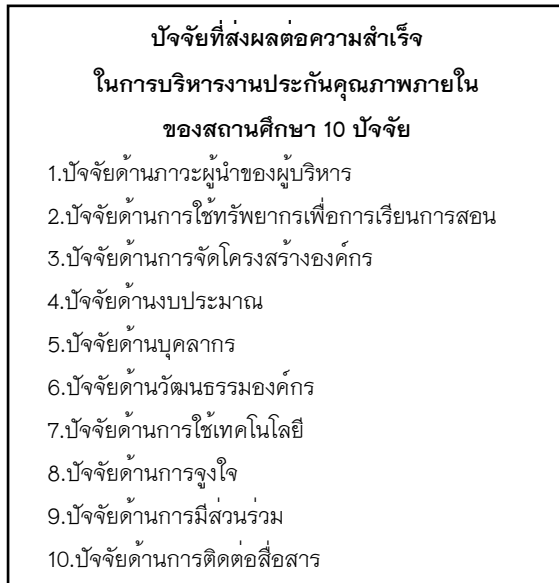 ปัจจัยที่ส่งผลต่อความสำเร็จ
ในการบริหารงานประกันคุณภาพภายใน
ของสถานศึกษา 10 ปัจจัย
1.ปัจจัยด้านภาวะผู้นำของผู้บริหาร
2.ปัจจัยด้านการใช้ทรัพยากรเพื่อการเรียนการสอน
3.ปัจจัยด้านการจัดโครงสร้างองค์กร
4.ปัจจัยด้านงบประมาณ
5.ปัจจัยด้านบุคลากร
6.ปัจจัยด้านวัฒนธรรมองค์กร
7.ปัจจัยด้านการใช้เทคโนโลยี
8.ปัจจัยด้านการจูงใจ
9.ปัจจัยด้านการมีส่วนร่วม
10.ปัจจัยด้านการติดต่อสื่อสาร